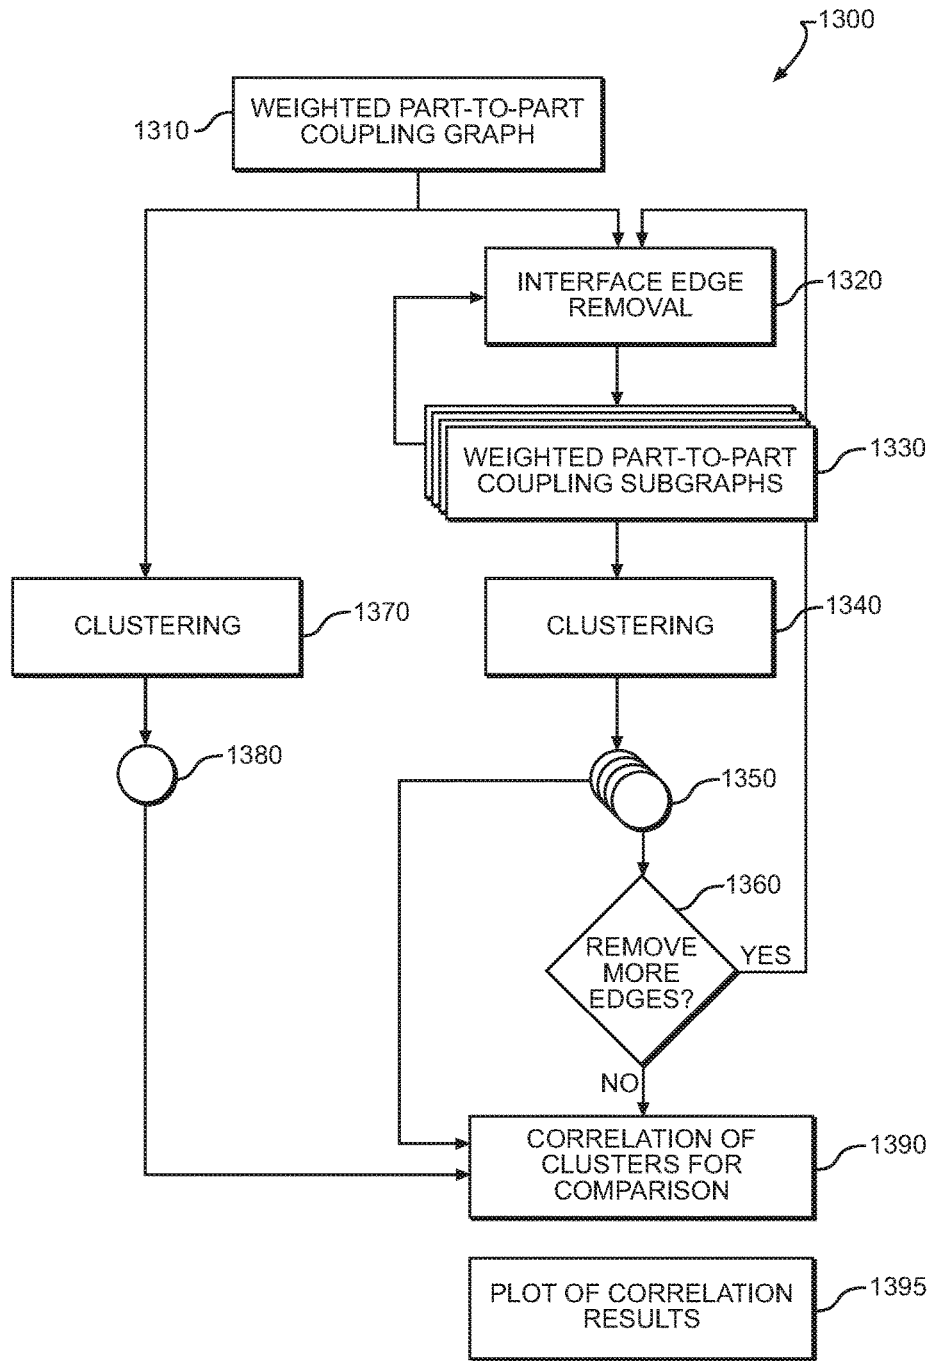 1300
WEIGHTED PART-TO-PART
COUPLING GRAPH
1310
INTERFACE EDGE
REMOVAL
1320
WEIGHTED PART-TO-PART
COUPLING SUBGRAPHS
1330
CLUSTERING
1370
CLUSTERING
1340
1380
1350
1360
REMOVE
MORE
EDGES?
YES
NO
CORRELATION OF
CLUSTERS FOR
COMPARISON
1390
PLOT OF CORRELATION
RESULTS
1395